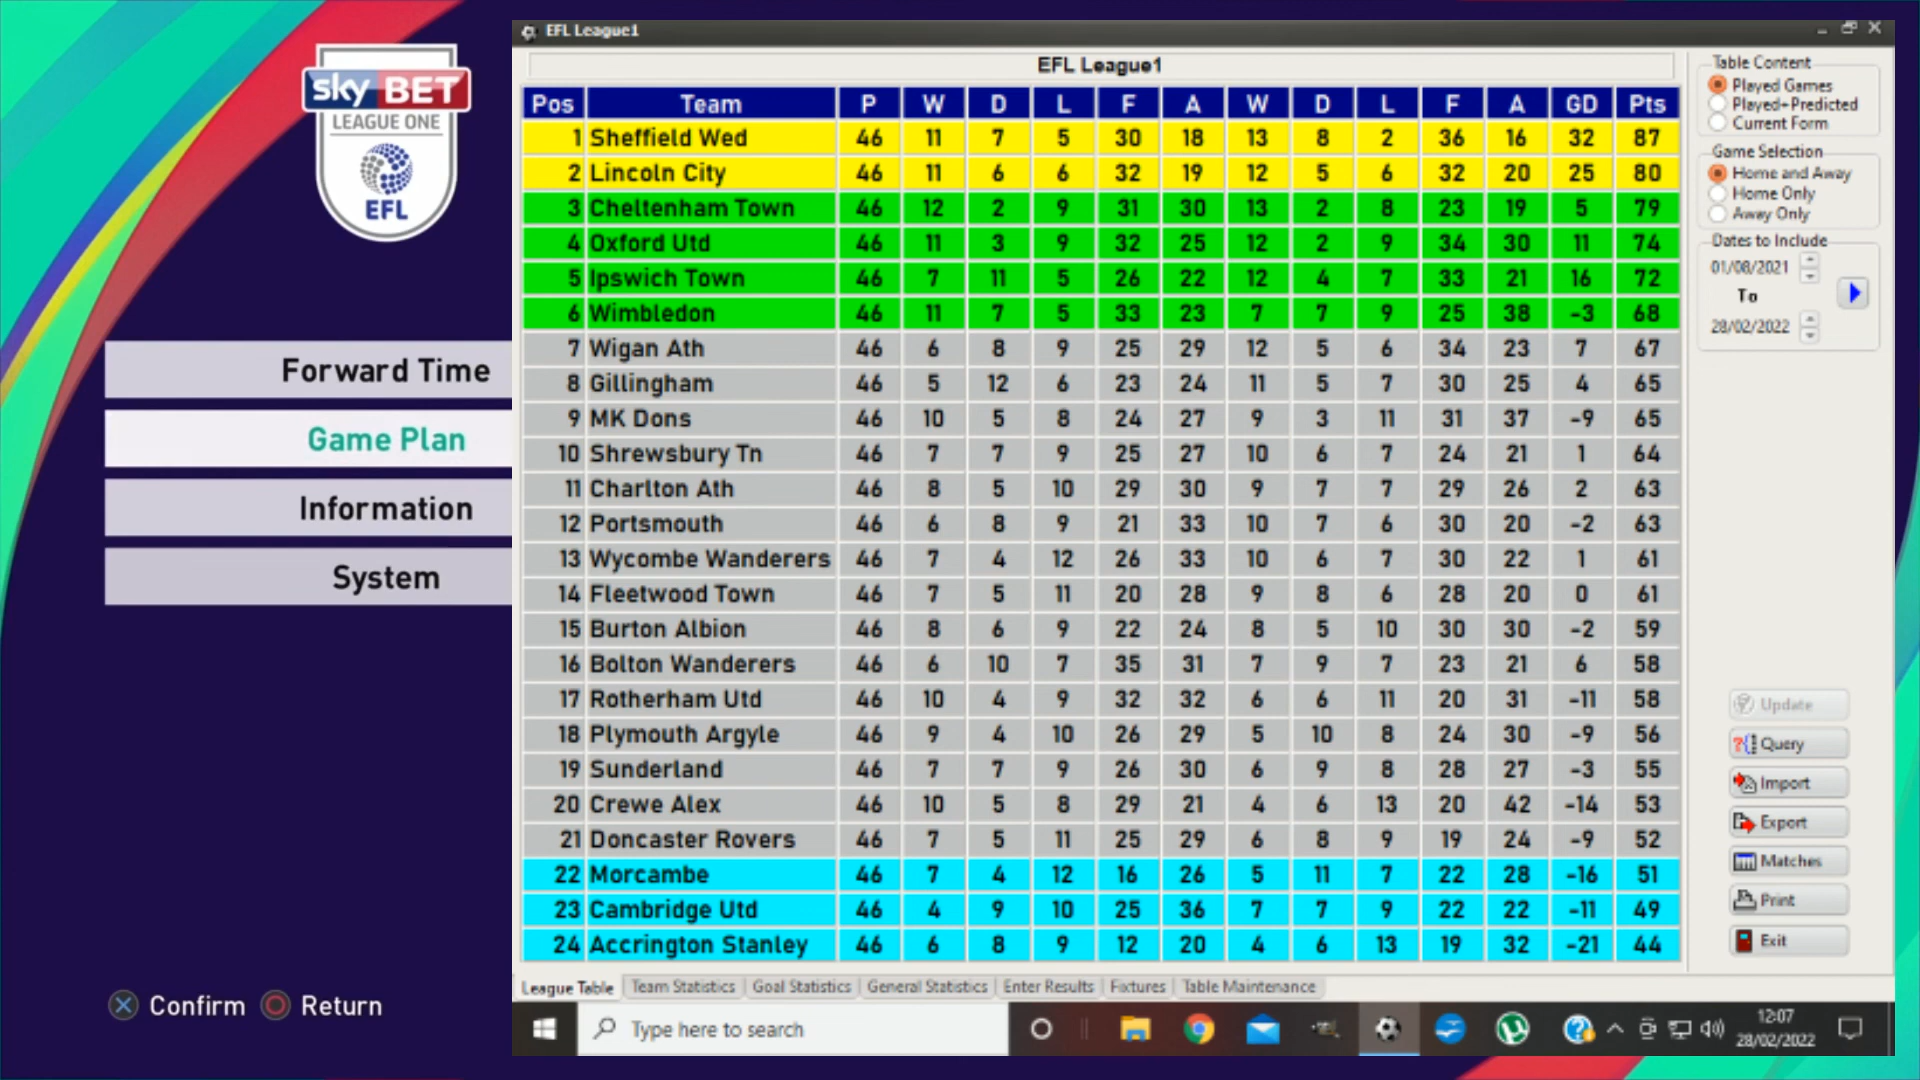 sky BET
LEAGUE ONE
EFL
Forward Time
Game Plan
Information
System
Confirm Return
EFL League1
EFL League1
Pos Team P W D L F A W D L F A GD Pts
1 Sheffield Wed 46 11 7 5 30 18 13 8 2 36 16 32 87
2 Lincoln City 46 11 6 6 32 19 12 5 6 32 20 25 80
3 Cheltenham Town 46 12 2 9 31 30 13 2 8 23 19 5 79
4 Oxford Utd 46 11 3 9 32 25 12 2 9 34 30 11 74
5 Ipswich Town 46 7 11 5 26 22 12 4 7 33 21 16 72
6 Wimbledon 46 11 7 5 33 23 7 7 9 25 38 -3 68
7 Wigan Ath 46 6 8 9 25 29 12 5 6 34 23 7 67
8 Gillingham 46 5 12 6 23 24 11 5 7 30 25 4 65
9 MK Dons 46 10 5 8 24 27 9 3 11 31 37 -9 65
10 Shrewsbury Tn 46 7 7 9 25 27 10 6 7 24 21 1 64
11 Charlton Ath 46 8 5 10 29 30 9 7 7 29 26 2 63
12 Portsmouth 46 6 8 9 21 33 10 7 6 30 20 -2 63
13 Wycombe Wanderers 46 7 4 12 26 33 10 6 7 30 22 1 61
14 Fleetwood Town 46 7 5 11 20 28 9 8 6 28 20 0 61
15 Burton Albion 46 8 6 9 22 24 8 5 10 30 30 -2 59
16 Bolton Wanderers 46 6 10 7 35 31 7 9 7 23 21 6 58
17 Rotherham Utd 46 10 4 9 32 32 6 6 11 20 31 -11 58
18 Plymouth Argyle 46 9 4 10 26 29 5 10 8 24 30 -9 56
19 Sunderland 46 7 7 9 26 30 6 9 8 28 27 -3 55
20 Crewe Alex 46 10 5 8 29 21 4 6 13 20 42 -14 53
21 Doncaster Rovers 46 7 5 11 25 29 6 8 9 19 24 -9 52
22 Morcambe 46 7 4 12 16 26 5 11 7 22 28 -16 51
23 Cambridge Utd 46 4 9 10 25 36 7 7 9 22 22 -11 49
24 Accrington Stanley 46 6 8 9 12 20 4 6 13 19 32 -21 44
Table Content
Played Games
Played+Predicted
Current Form
Game Selection
Home and Away
Home Only
Away Only
Dates to Include
01/08/2021
To
28/02/2022
Update
Query
Import
Export
Matches
Print
Exit
League Table Team Statistics Goal Statistics General Statistics Enter Results Fixtures Table Maintenance
Type here to search
12:07
28/02/2022